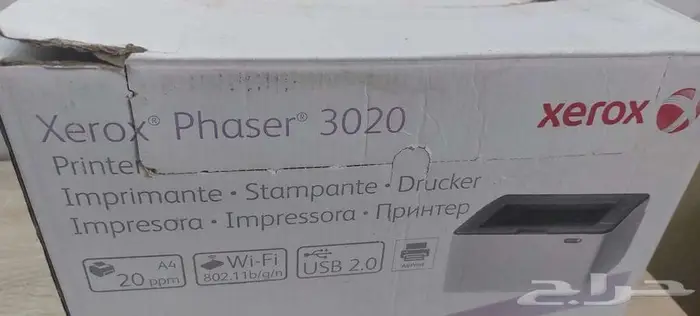 Xerox® Phaser® 3020
xerox
Printer
Imprimante • Stampante • Drucker
Impresora • Impressora • Принтер
A4
20 ppm
Wi-Fi
802.11b/g/n
USB 2.0
حراج